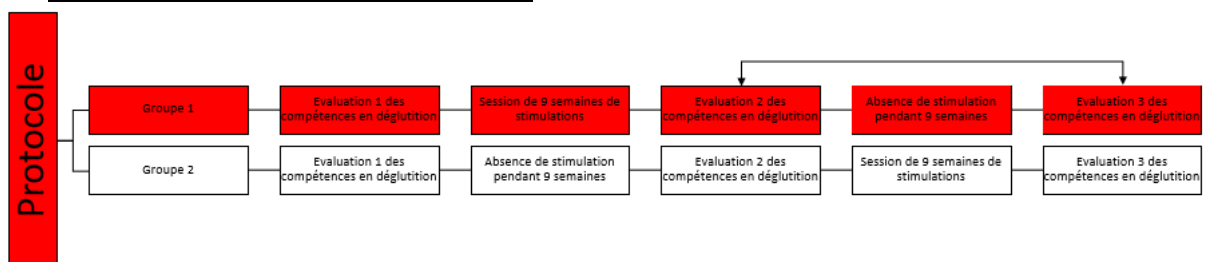 Protocole
Groupe 1
Evaluation 1 des
compétences en déglutition
Session de 9 semaines de
stimulations
Evaluation 2 des
compétences en déglutition
Absence de stimulation
pendant 9 semaines
Evaluation 3 des
compétences en déglutition
Groupe 2
Evaluation 1 des
compétences en déglutition
Absence de stimulation
pendant 9 semaines
Evaluation 2 des
compétences en déglutition
Session de 9 semaines de
stimulations
Evaluation 3 des
compétences en déglutition